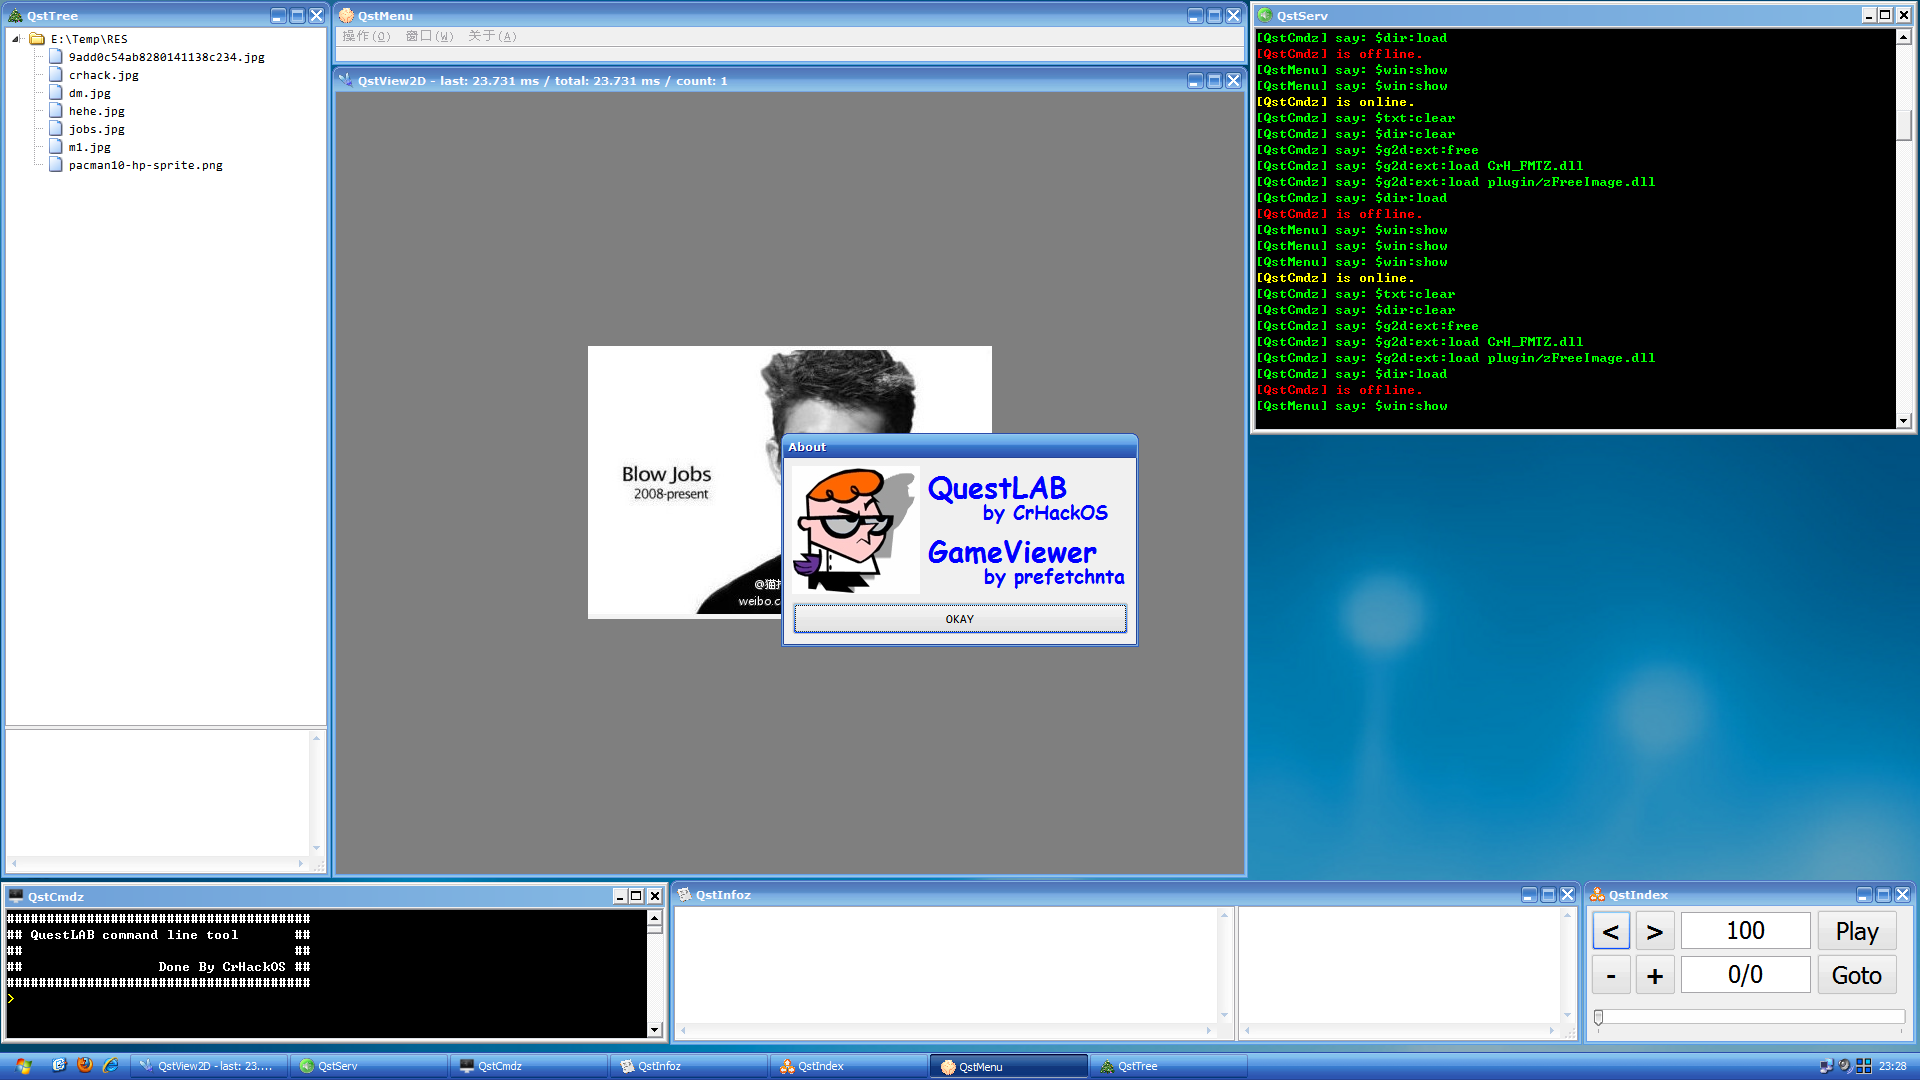 QstTree
E:\Temp\RES
9add0c54ab8280141138c234.jpg
crhack.jpg
dm.jpg
hehe.jpg
jobs.jpg
m1.jpg
pacman10-hp-sprite.png
QstMenu
操作(O) 窗口(W) 关于(A)
QstView2D - last: 23.731 ms / total: 23.731 ms / count: 1
Blow Jobs
2008-present
weibo.c
About
QuestLAB
by CrHackOS
GameViewer
by prefetchnta
OKAY
QstServ
[QstCmdz] say: $dir:load
[QstCmdz] is offline.
[QstMenu] say: $win:show
[QstMenu] say: $win:show
[QstCmdz] is online.
[QstCmdz] say: $txt:clear
[QstCmdz] say: $dir:clear
[QstCmdz] say: $g2d:ext:free
[QstCmdz] say: $g2d:ext:load CrH_FMTZ.dll
[QstCmdz] say: $g2d:ext:load plugin/zFreeImage.dll
[QstCmdz] say: $dir:load
[QstCmdz] is offline.
[QstMenu] say: $win:show
[QstMenu] say: $win:show
[QstMenu] say: $win:show
[QstCmdz] is online.
[QstCmdz] say: $txt:clear
[QstCmdz] say: $dir:clear
[QstCmdz] say: $g2d:ext:free
[QstCmdz] say: $g2d:ext:load CrH_FMTZ.dll
[QstCmdz] say: $g2d:ext:load plugin/zFreeImage.dll
[QstCmdz] say: $dir:load
[QstCmdz] is offline.
[QstMenu] say: $win:show
QstCmdz
######################################
## QuestLAB command line tool ##
## ##
## Done By CrHackOS ##
######################################
>
QstInfoz
QstIndex
< > 100 Play
- + 0/0 Goto
QstView2D - last: 23.... QstServ QstCmdz QstInfoz QstIndex QstMenu QstTree 23:28